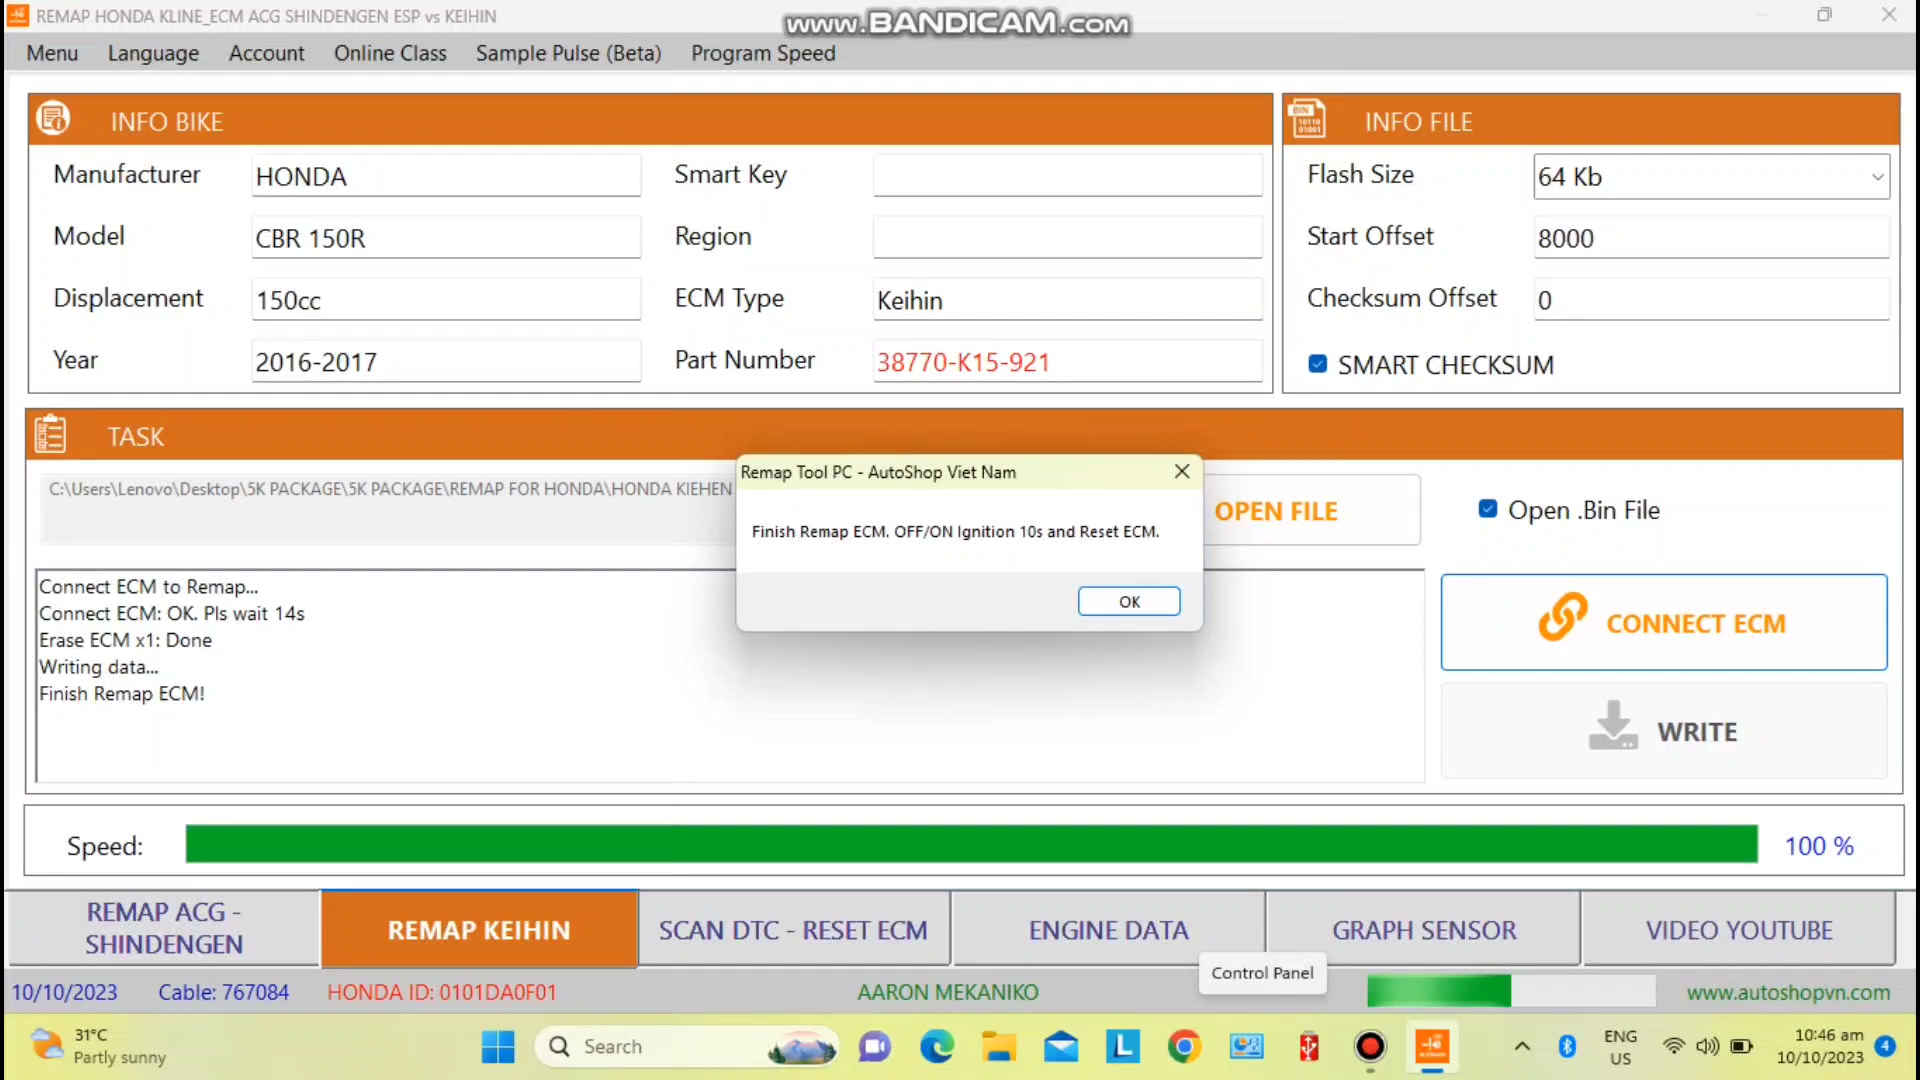 REMAP HONDA KLINE_ECM ACG SHINDENGEN ESP vs KEIHIN
www.BANDICAM.com
Menu Language Account Online Class Sample Pulse (Beta) Program Speed
INFO BIKE
Manufacturer HONDA
Smart Key
Model CBR 150R
Region
Displacement 150cc
ECM Type Keihin
Year 2016-2017
Part Number 38770-K15-921
BIN
10110
01001
INFO FILE
Flash Size 64 Kb
Start Offset 8000
Checksum Offset 0
SMART CHECKSUM
TASK
C:\Users\Lenovo\Desktop\5K PACKAGE\5K PACKAGE\REMAP FOR HONDA\HONDA KIEHEN
OPEN FILE
Open .Bin File
Remap Tool PC - AutoShop Viet Nam
Finish Remap ECM. OFF/ON Ignition 10s and Reset ECM.
OK
Connect ECM to Remap...
Connect ECM: OK. Pls wait 14s
Erase ECM x1: Done
Writing data...
Finish Remap ECM!
CONNECT ECM
WRITE
Speed: 100 %
REMAP ACG -
SHINDENGEN
REMAP KEIHIN
SCAN DTC - RESET ECM
ENGINE DATA
GRAPH SENSOR
VIDEO YOUTUBE
Control Panel
10/10/2023 Cable: 767084 HONDA ID: 0101DA0F01 AARON MEKANIKO www.autoshopvn.com
31°C
Partly sunny
Search
L
ENG
US
10:46 am
10/10/2023
4